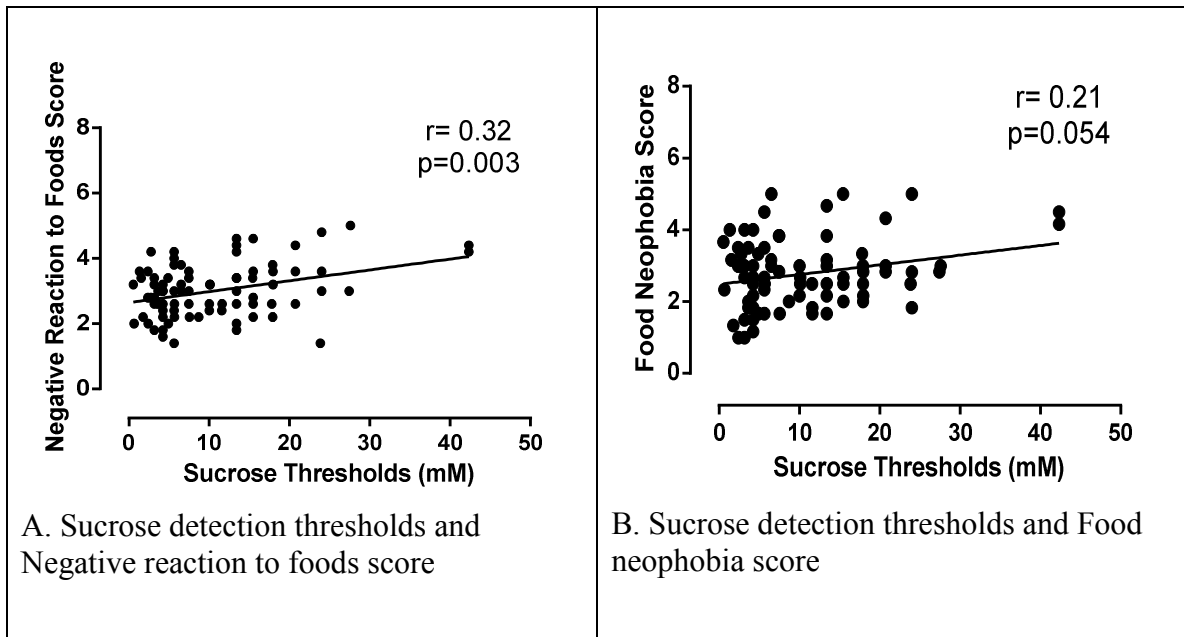 Negative Reaction to Foods Score
8
6
4
2
0
r= 0.32
p=0.003
0 10 20 30 40 50
Sucrose Thresholds (mM)
A. Sucrose detection thresholds and
Negative reaction to foods score
Food Neophobia Score
8
6
4
2
0
r= 0.21
p=0.054
0 10 20 30 40 50
Sucrose Thresholds (mM)
B. Sucrose detection thresholds and Food
neophobia score